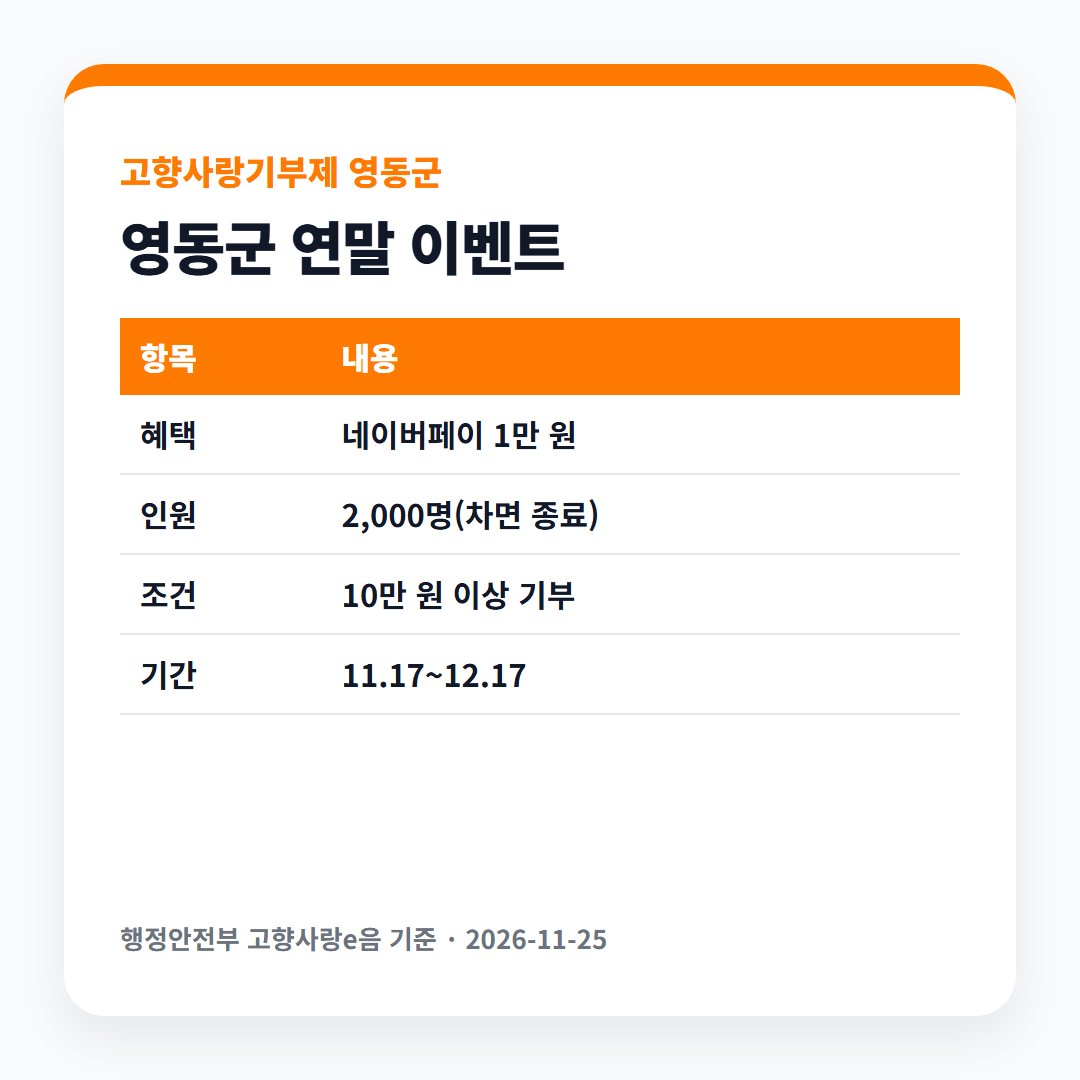 고향사랑기부제 영동군
영동군 연말 이벤트
항목 내용
혜택 네이버페이 1만 원
인원 2,000명(차면 종료)
조건 10만 원 이상 기부
기간 11.17~12.17
행정안전부 고향사랑e음 기준 · 2026-11-25